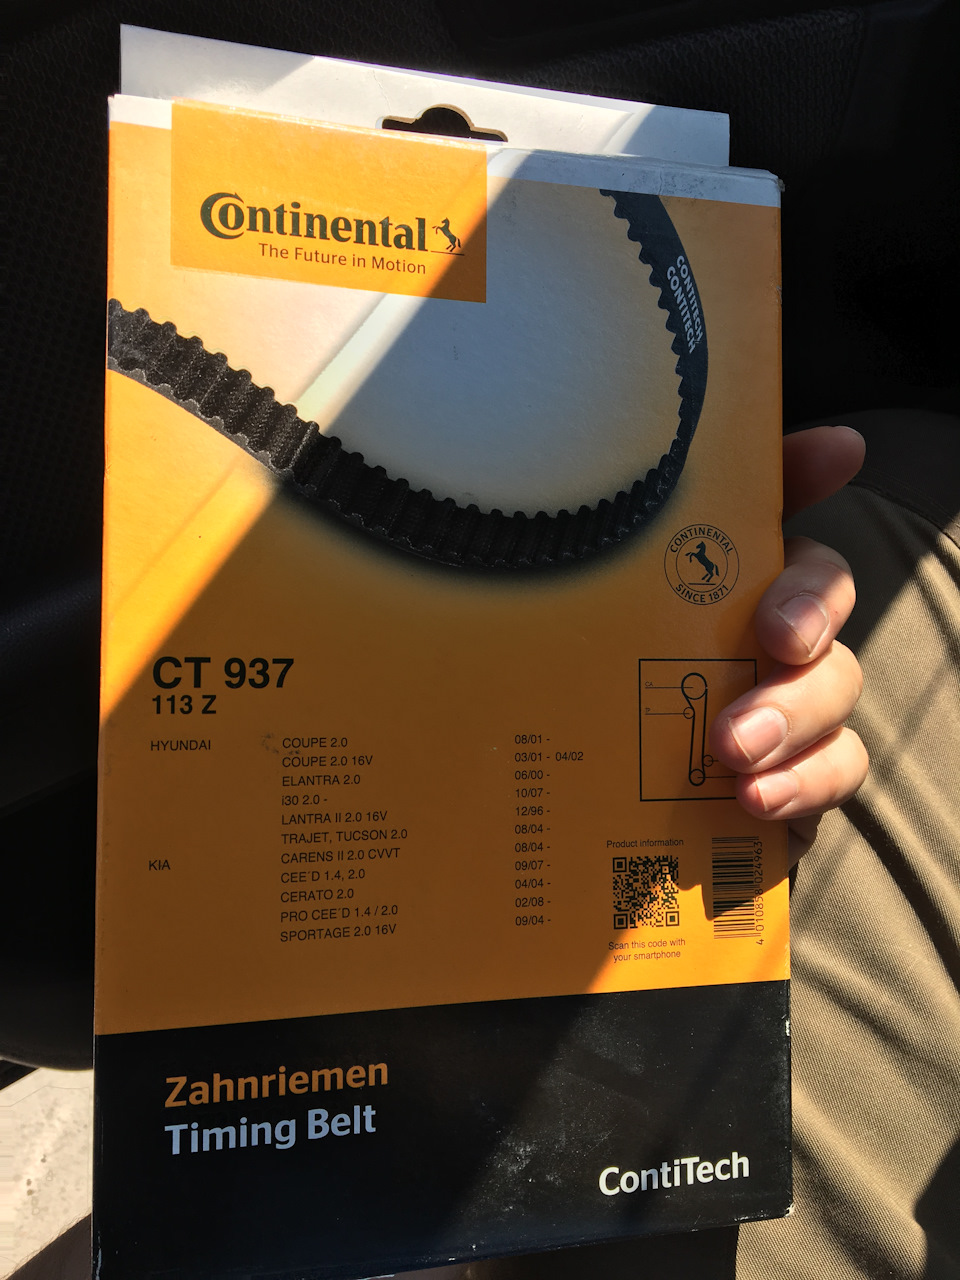 Continental
The Future in Motion
CONTITECH
CONTITECH
CONTINENTAL
SINCE 1871
CT 937
113 Z
HYUNDAI COUPE 2.0 08/01 -
COUPE 2.0 16V 03/01 - 04/02
ELANTRA 2.0 06/00 -
i30 2.0 - 10/07 -
LANTRA II 2.0 16V 12/96 -
TRAJET, TUCSON 2.0 08/04 -
KIA CARENS II 2.0 CVVT 08/04 -
CEE´D 1.4, 2.0 09/07 -
CERATO 2.0 04/04 -
PRO CEE´D 1.4 / 2.0 02/08 -
SPORTAGE 2.0 16V 09/04 -
CA
Product information
Scan this code with
your smartphone
4 010858 024963
Zahnriemen
Timing Belt
ContiTech